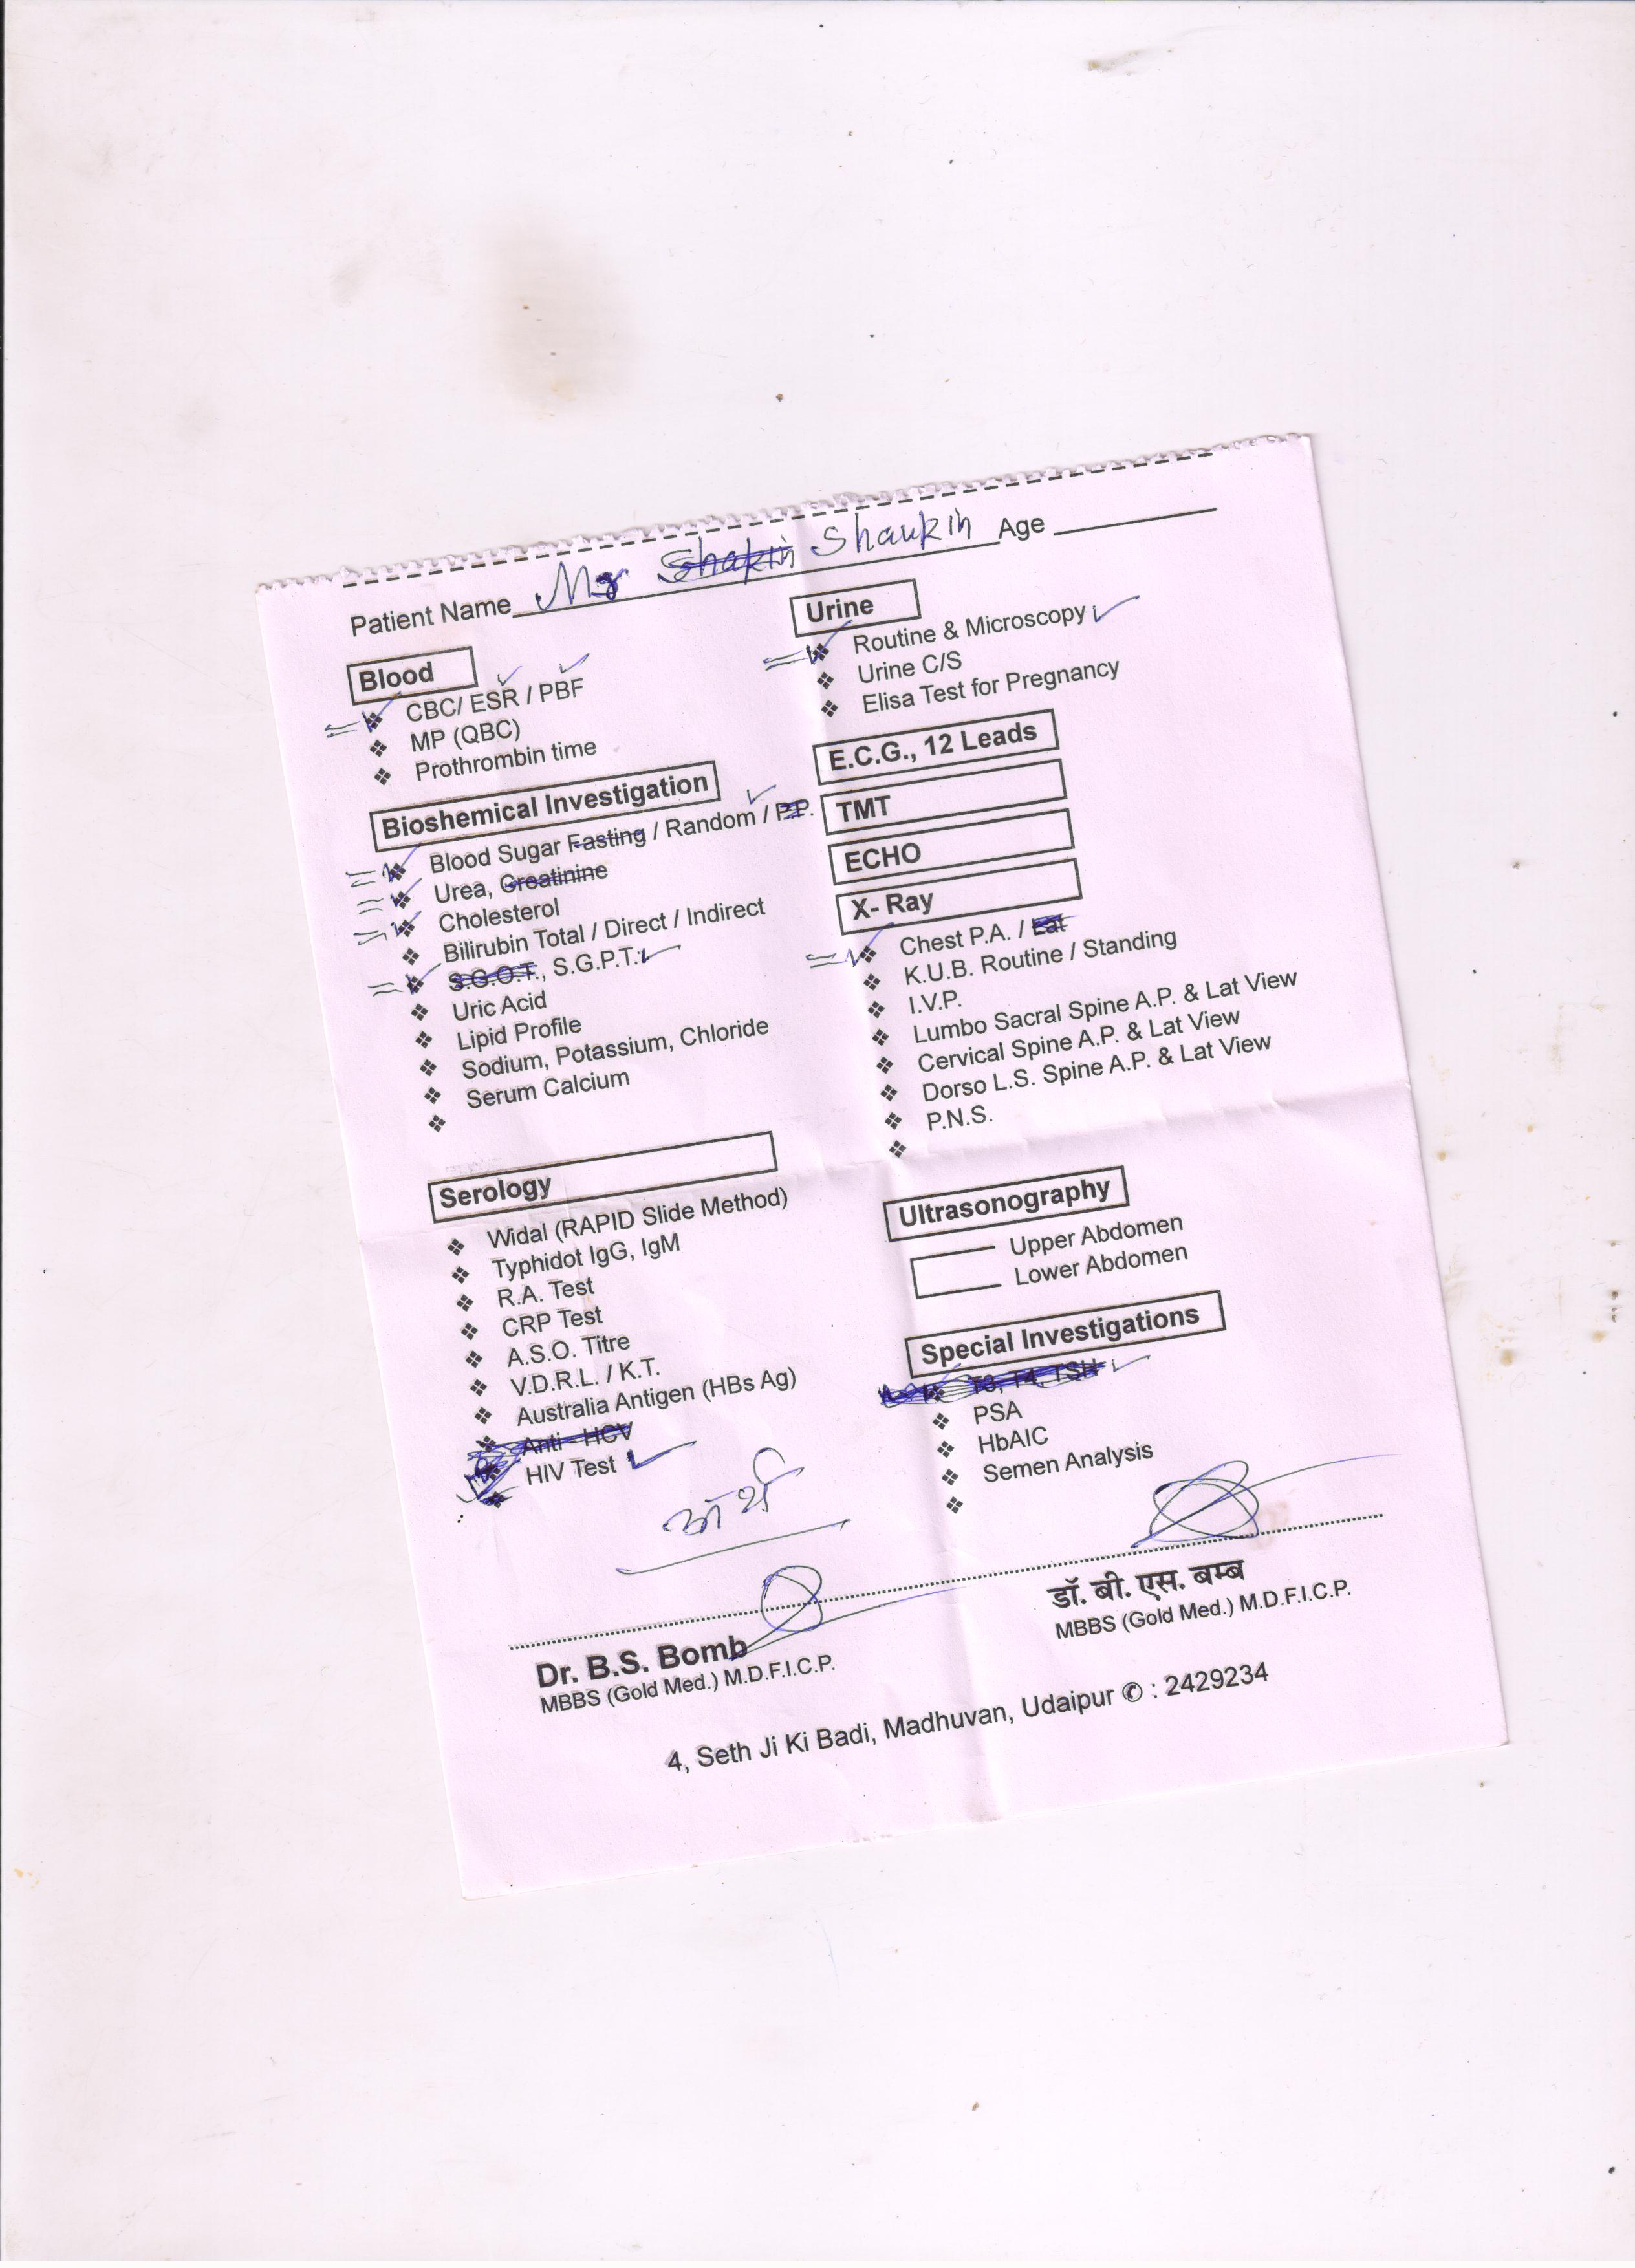 Patient Name Mr Shakin Shaukin Age
Blood
CBC/ ESR / PBF
MP (QBC)
Prothrombin time
Bioshemical Investigation
Blood Sugar Fasting / Random / P.P.
Urea, Creatinine
Cholesterol
Bilirubin Total / Direct / Indirect
S.G.O.T., S.G.P.T.
Uric Acid
Lipid Profile
Sodium, Potassium, Chloride
Serum Calcium
Serology
Widal (RAPID Slide Method)
Typhidot IgG, IgM
R.A. Test
CRP Test
A.S.O. Titre
V.D.R.L. / K.T.
Australia Antigen (HBs Ag)
Anti - HCV
HIV Test
Urine
Routine & Microscopy
Urine C/S
Elisa Test for Pregnancy
E.C.G., 12 Leads
TMT
ECHO
X- Ray
Chest P.A. / Lat
K.U.B. Routine / Standing
I.V.P.
Lumbo Sacral Spine A.P. & Lat View
Cervical Spine A.P. & Lat View
Dorso L.S. Spine A.P. & Lat View
P.N.S.
Ultrasonography
Upper Abdomen
Lower Abdomen
Special Investigations
T3, T4, TSH
PSA
HbAIC
Semen Analysis
Dr. B.S. Bomb
MBBS (Gold Med.) M.D.F.I.C.P.
डॉ. बी. एस. बम्ब
MBBS (Gold Med.) M.D.F.I.C.P.
4, Seth Ji Ki Badi, Madhuvan, Udaipur ✆ : 2429234